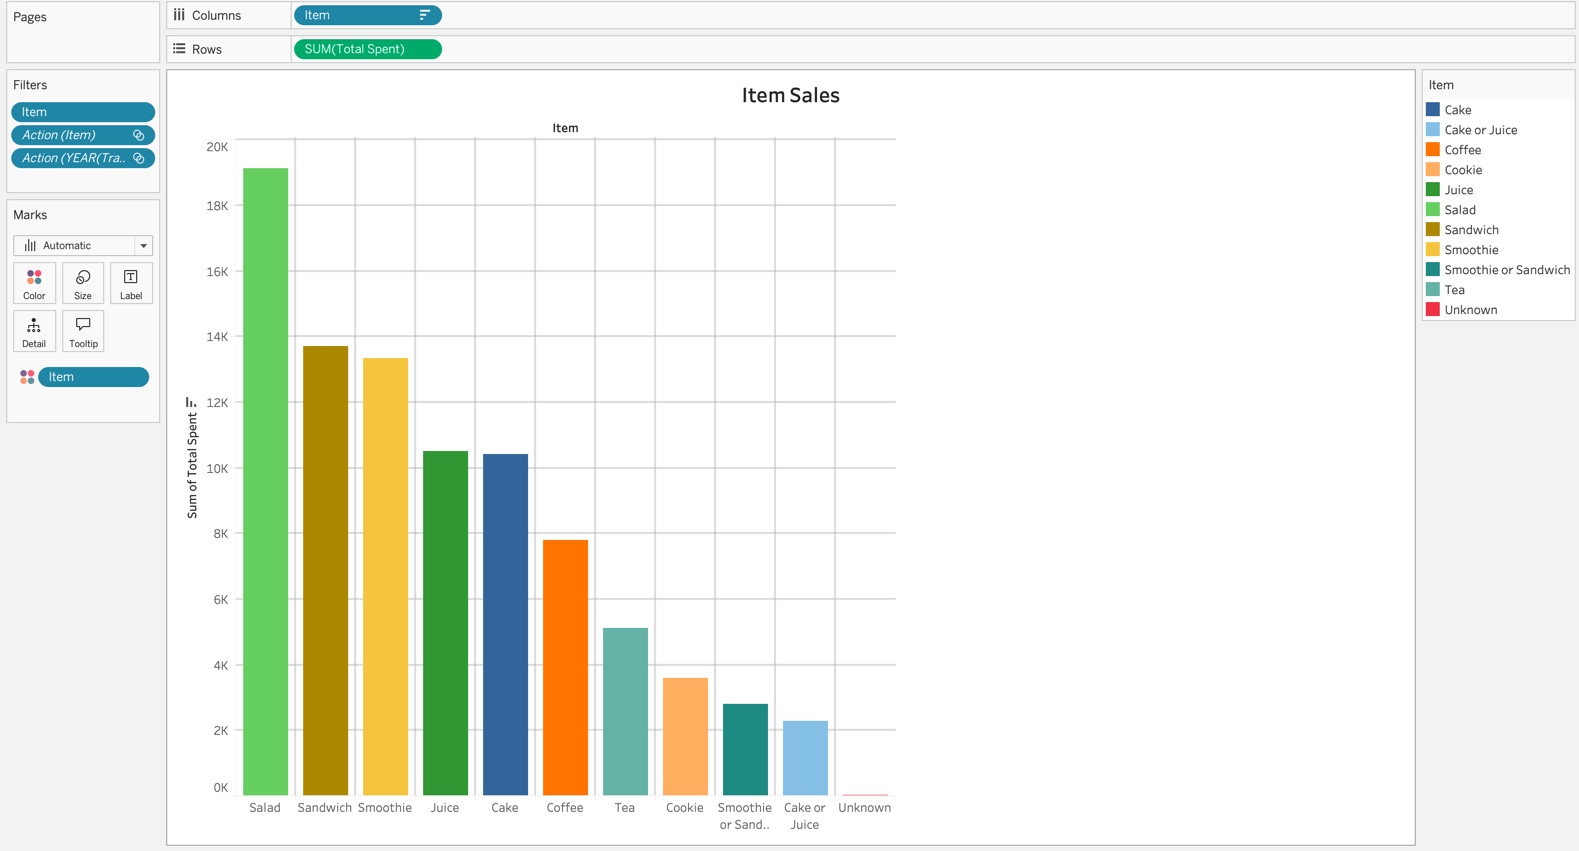 Pages
Columns
Item
Rows
SUM(Total Spent)
Filters
Item
Action (Item)
Action (YEAR(Tra..
Marks
Automatic
Color
Size
Label
Detail
Tooltip
Item
Item Sales
Item
Sum of Total Spent
20K
18K
16K
14K
12K
10K
8K
6K
4K
2K
0K
Salad
Sandwich
Smoothie
Juice
Cake
Coffee
Tea
Cookie
Smoothie
or Sand..
Cake or
Juice
Unknown
Item
Cake
Cake or Juice
Coffee
Cookie
Juice
Salad
Sandwich
Smoothie
Smoothie or Sandwich
Tea
Unknown